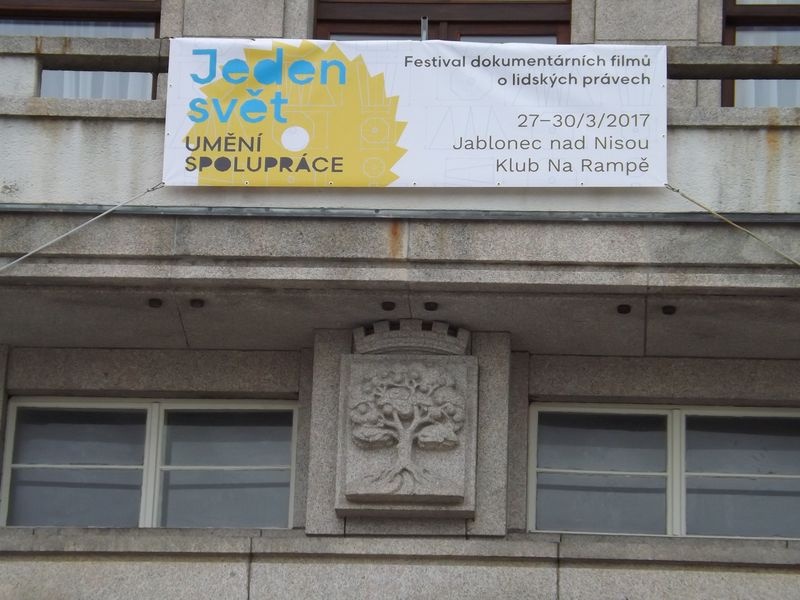 Jeden
svět
UMĚNÍ
SPOLUPRÁCE
Festival dokumentárních filmů
o lidských právech
27–30/3/2017
Jablonec nad Nisou
Klub Na Rampě